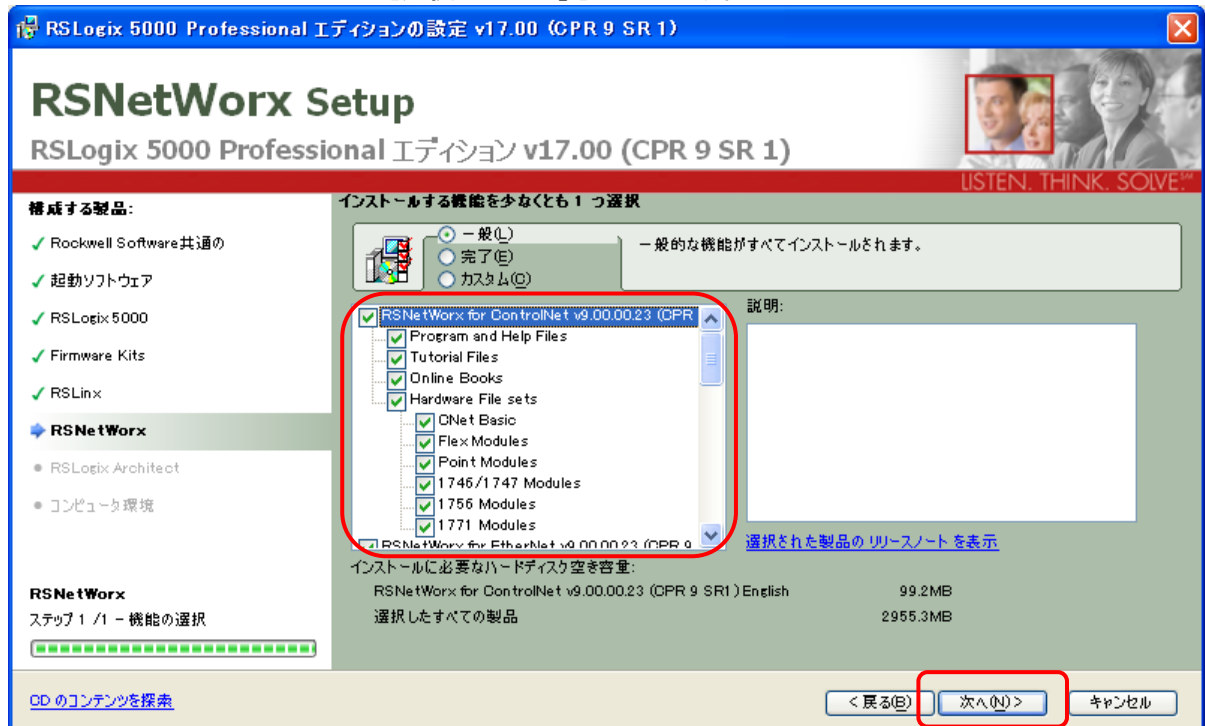 RSLogix 5000 Professional エディションの設定 v17.00 (CPR 9 SR 1)
RSNetWorx Setup
RSLogix 5000 Professional エディション v17.00 (CPR 9 SR 1)
LISTEN. THINK. SOLVE.℠
構成する製品:
Rockwell Software共通の
起動ソフトウェア
RSLogix 5000
Firmware Kits
RSLinx
RSNetWorx
RSLogix Architect
コンピュータ環境
RSNetWorx
ステップ 1 /1 - 機能の選択
インストールする機能を少なくとも 1 つ選択
一般(L)
完了(E)
カスタム(C)
一般的な機能がすべてインストールされます。
RSNetWorx for ControlNet v9.00.00.23 (CPR
Program and Help Files
Tutorial Files
Online Books
Hardware File sets
CNet Basic
Flex Modules
Point Modules
1746/1747 Modules
1756 Modules
1771 Modules
RSNetWorx for EtherNet v9.00.00.23 (CPR 9
説明:
選択された製品の リリースノート を表示
インストールに必要なハードディスク空き容量:
RSNetWorx for ControlNet v9.00.00.23 (CPR 9 SR1 ) English 99.2MB
選択したすべての製品 2955.3MB
CD のコンテンツを探索
< 戻る(B)
次へ(N) >
キャンセル